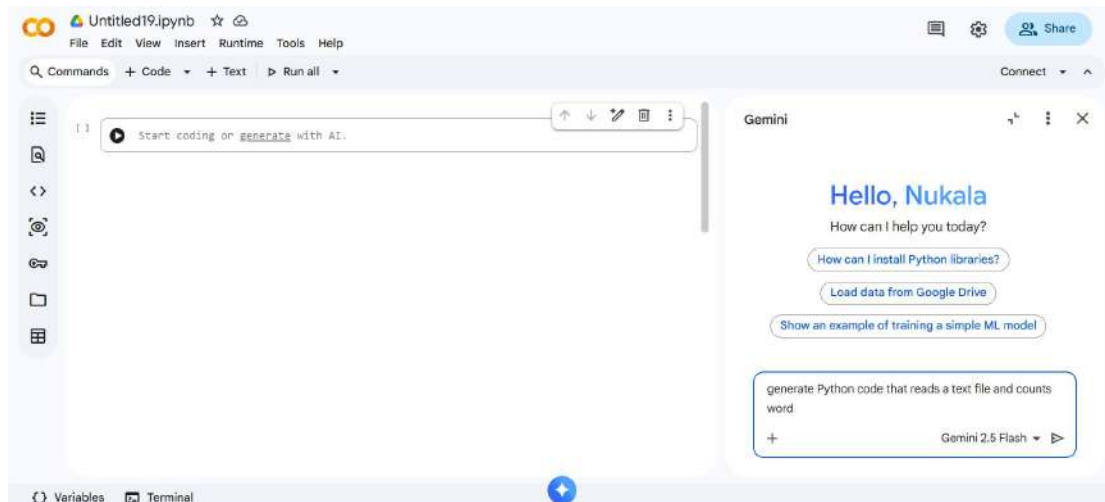 CO Untitled19.ipynb
File Edit View Insert Runtime Tools Help
Share
Commands + Code + Text Run all
Connect
[ ] Start coding or generate with AI.
Gemini
Hello, Nukala
How can I help you today?
How can I install Python libraries?
Load data from Google Drive
Show an example of training a simple ML model
generate Python code that reads a text file and counts
word
+ Gemini 2.5 Flash
{} Variables Terminal